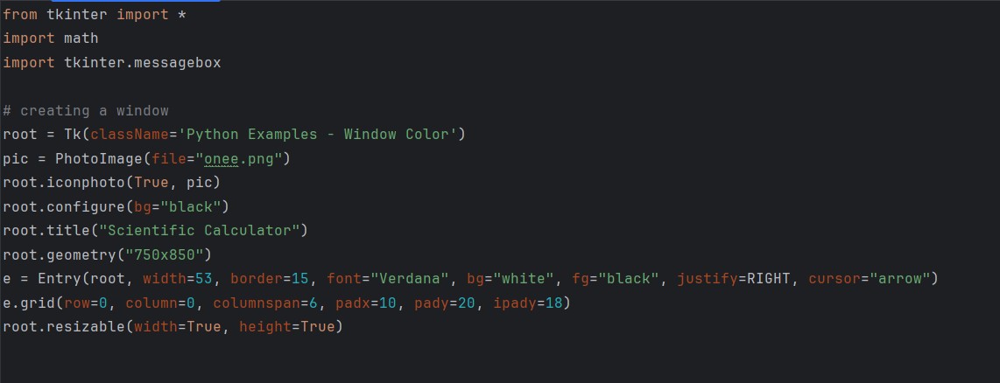 from tkinter import *
import math
import tkinter.messagebox
# creating a window
root = Tk(className='Python Examples - Window Color')
pic = PhotoImage(file="onee.png")
root.iconphoto(True, pic)
root.configure(bg="black")
root.title("Scientific Calculator")
root.geometry("750x850")
e = Entry(root, width=53, border=15, font="Verdana", bg="white", fg="black", justify=RIGHT, cursor="arrow")
e.grid(row=0, column=0, columnspan=6, padx=10, pady=20, ipady=18)
root.resizable(width=True, height=True)